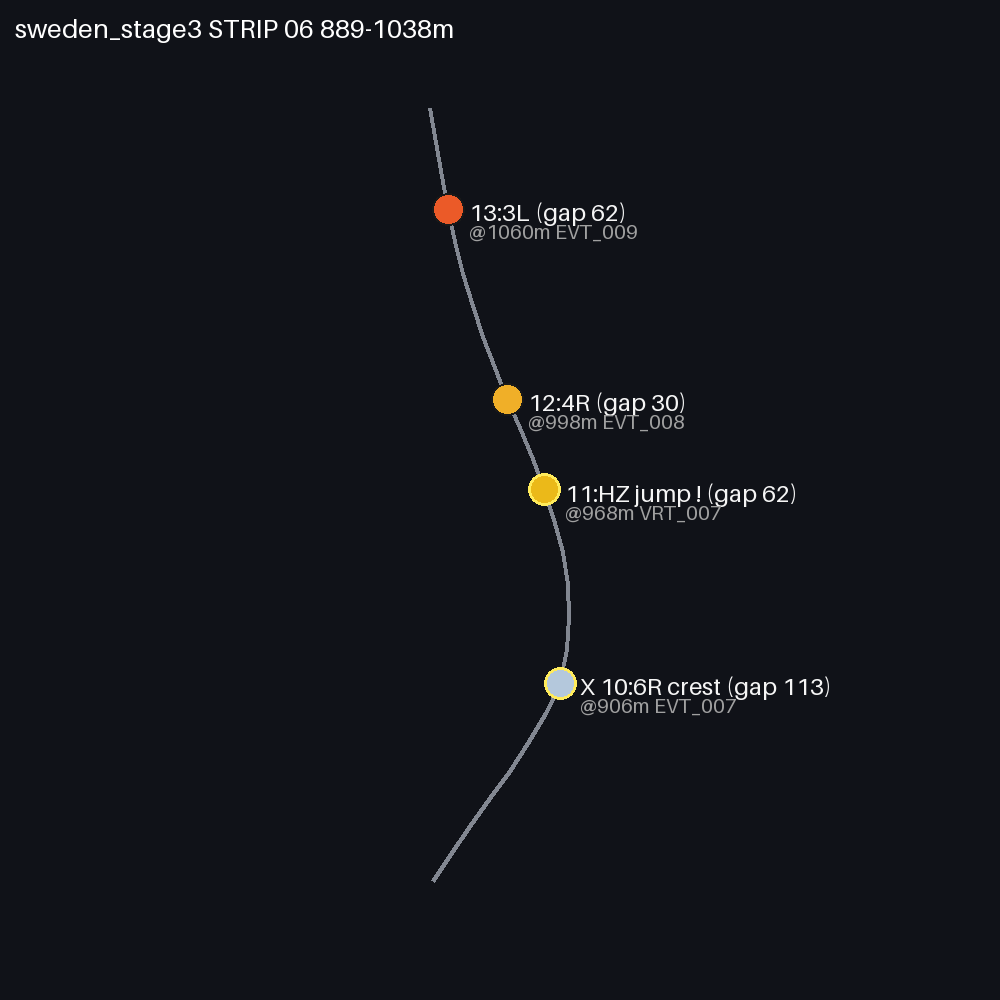 sweden_stage3 STRIP 06 889-1038m
13:3L (gap 62)
@1060m EVT_009
12:4R (gap 30)
@998m EVT_008
11:HZ jump ! (gap 62)
@968m VRT_007
X 10:6R crest (gap 113)
@906m EVT_007